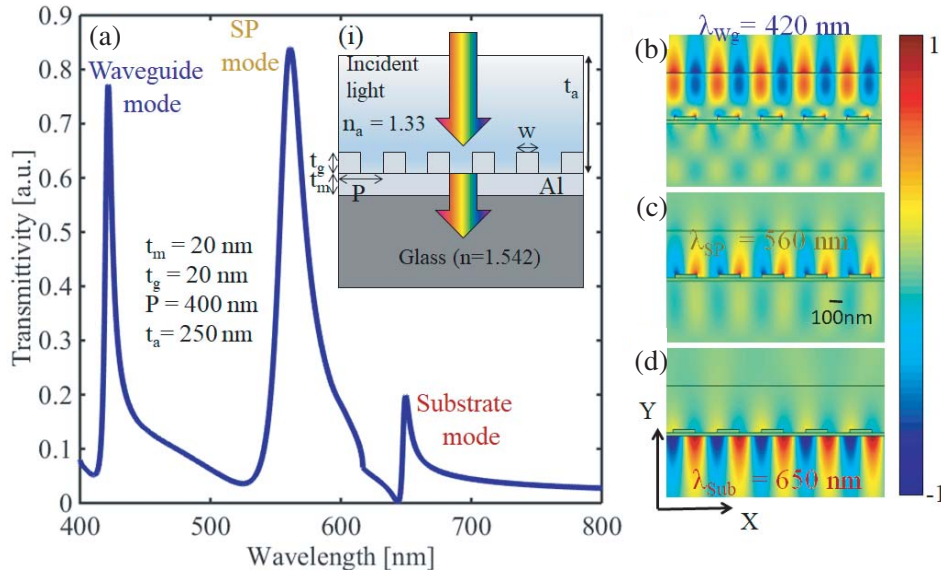 (a)
Waveguide
mode
SP
mode
(i)
Incident
light
n_a = 1.33
t_a
w
t_g
t_m
P
Al
Glass (n=1.542)
t_m = 20 nm
t_g = 20 nm
P = 400 nm
t_a= 250 nm
Substrate
mode
Transmittivity [a.u.]
0.9
0.8
0.7
0.6
0.5
0.4
0.3
0.2
0.1
0
400
500
600
700
800
Wavelength [nm]
(b)
λ_Wg = 420 nm
(c)
λ_SP = 560 nm
100nm
(d)
λ_Sub = 650 nm
Y
X
1
-1